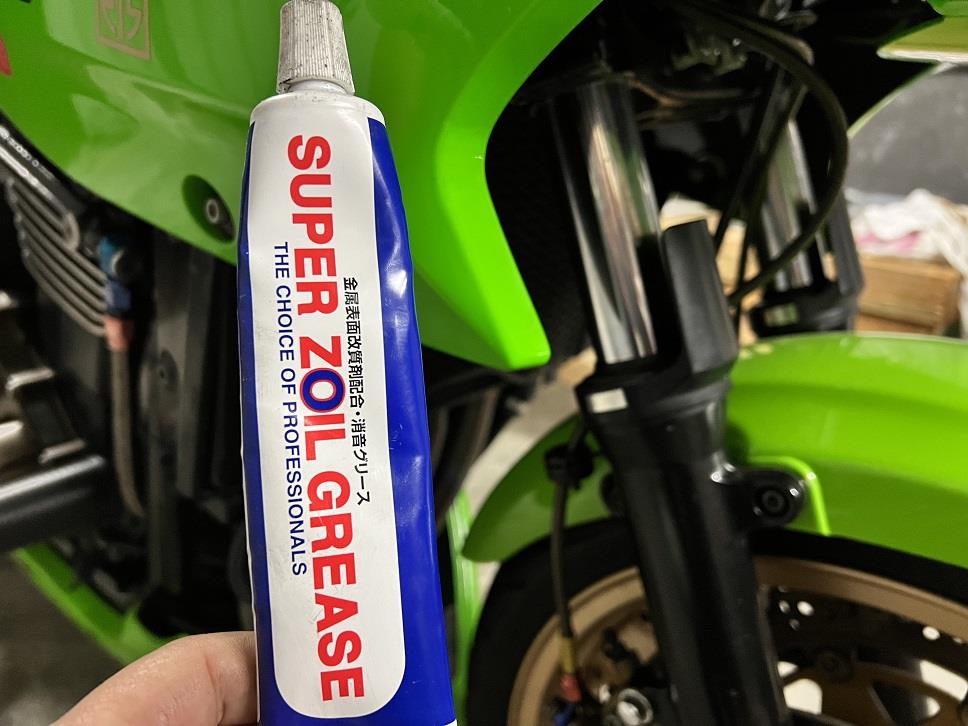 金属表面改質剤配合・消音グリース
SUPER ZOIL GREASE
THE CHOICE OF PROFESSIONALS